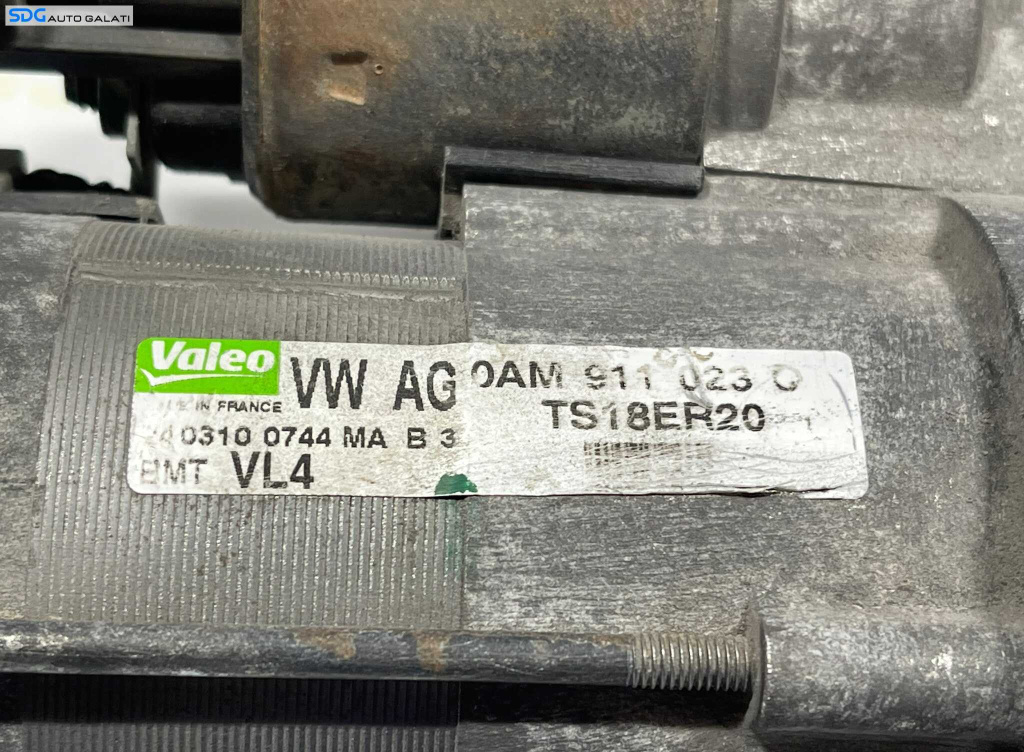 SDG AUTO GALATI
Valeo VW AG 0AM 911 023 Q
IN FRANCE TS18ER20
0310 0744 MA B 3
BMT VL4